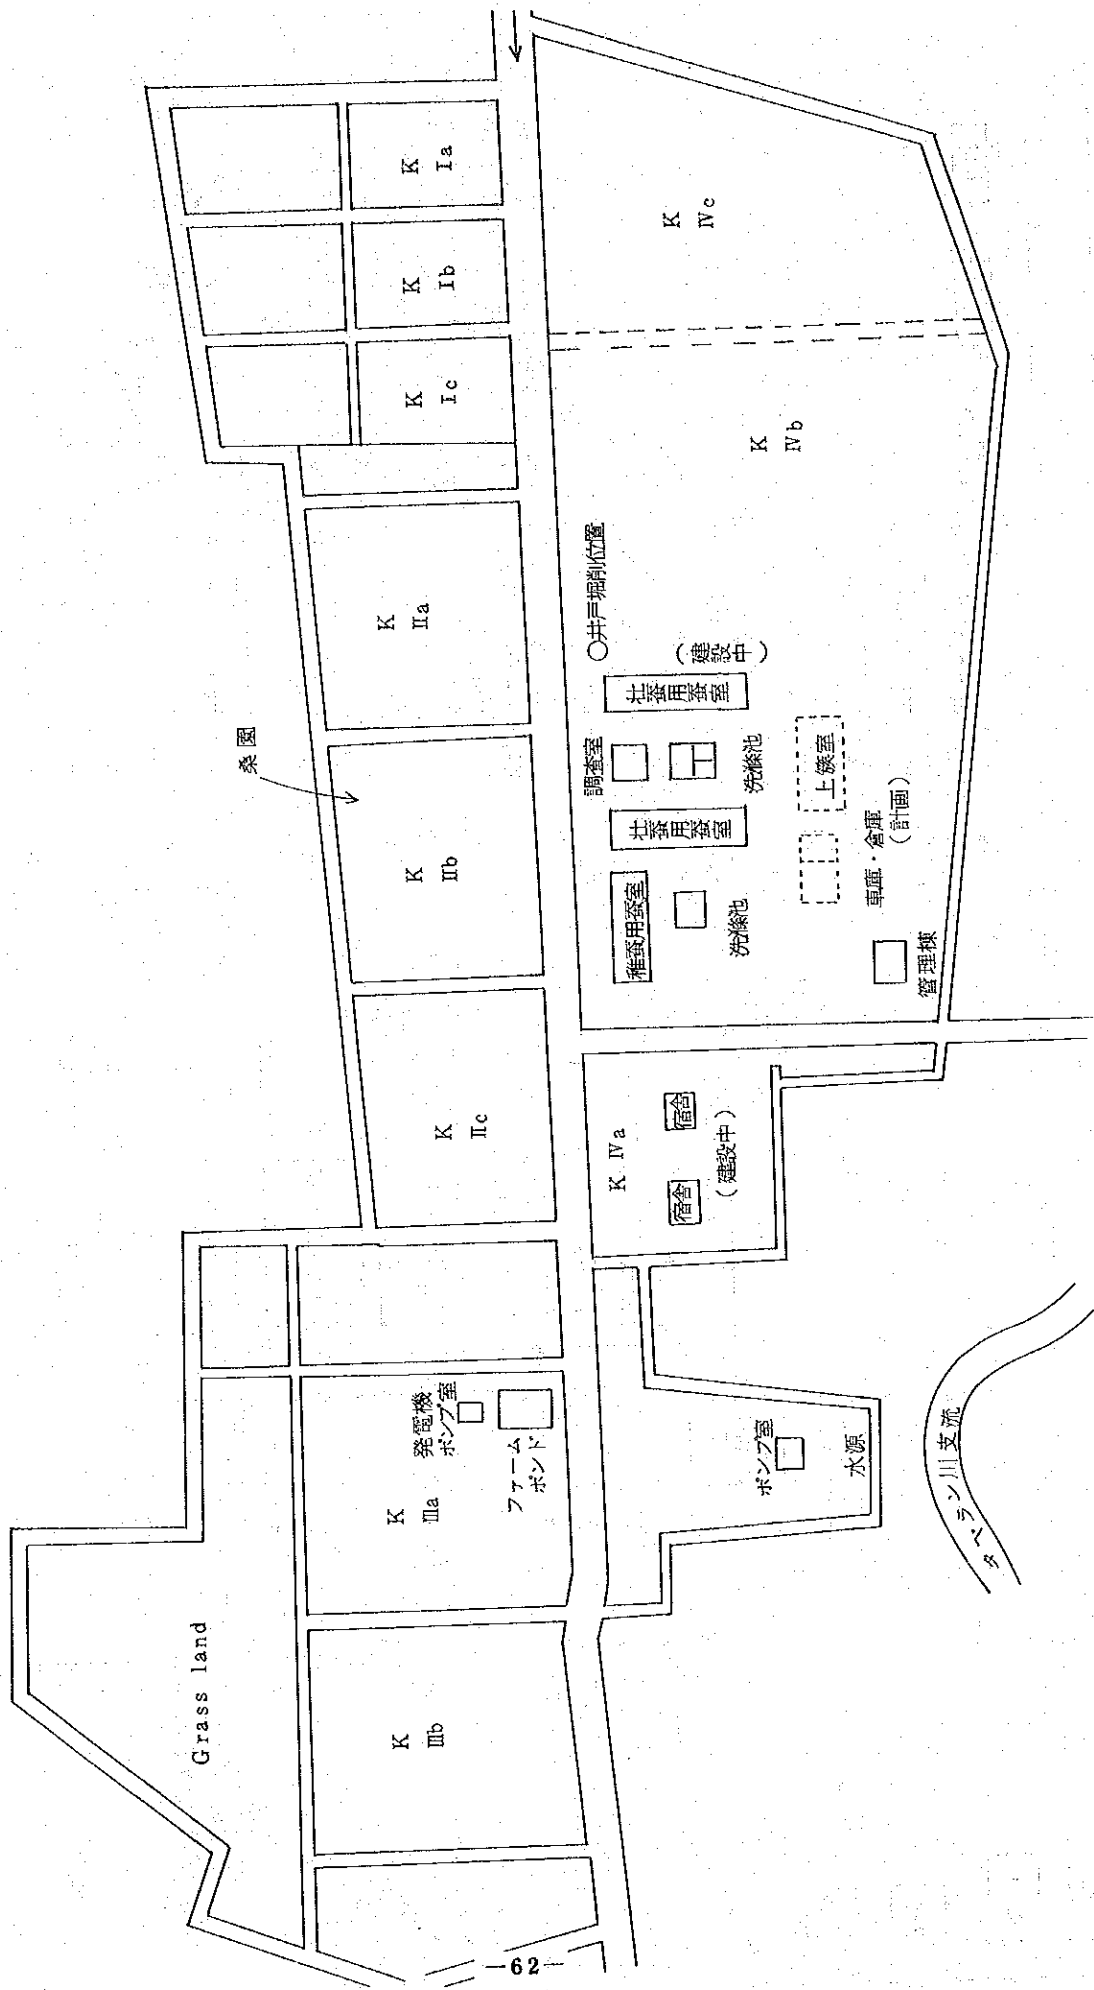 Grass land
K
Ⅲb
K
Ⅲa
発電機
ポンプ室
ファーム
ポンド
ポンプ室
水源
タベラン川支流
桑園
K
Ⅱc
K
Ⅱb
K
Ⅱa
K
Ⅰc
K
Ⅰb
K
Ⅰa
K Ⅳa
宿舎
宿舎
(建設中)
稚蚕用蚕室
洗滌池
壮蚕用蚕室
調査室
洗滌池
壮蚕用蚕室
(建設中)
○井戸堀削位置
管理棟
車庫・倉庫
(計画)
上簇室
K
Ⅳb
K
Ⅳc
—62—